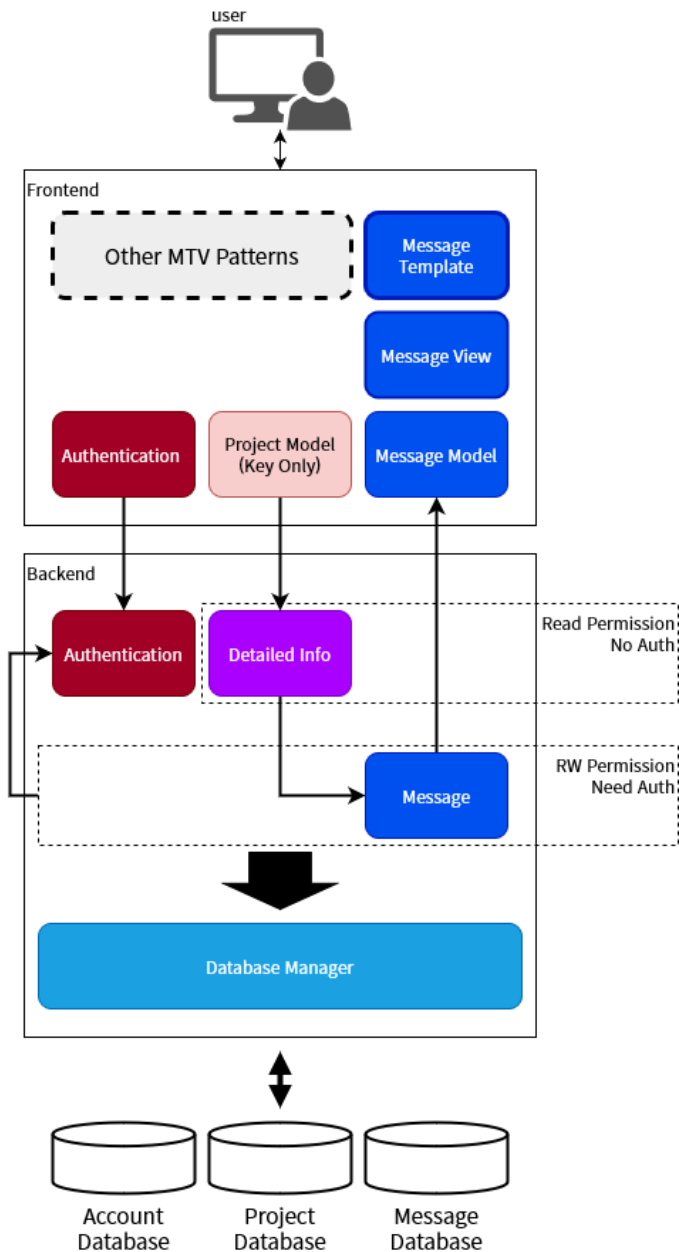 user
Frontend
Other MTV Patterns
Message
Template
Message View
Authentication
Project Model
(Key Only)
Message Model
Backend
Authentication
Detailed Info
Read Permission
No Auth
Message
RW Permission
Need Auth
Database Manager
Account
Database
Project
Database
Message
Database